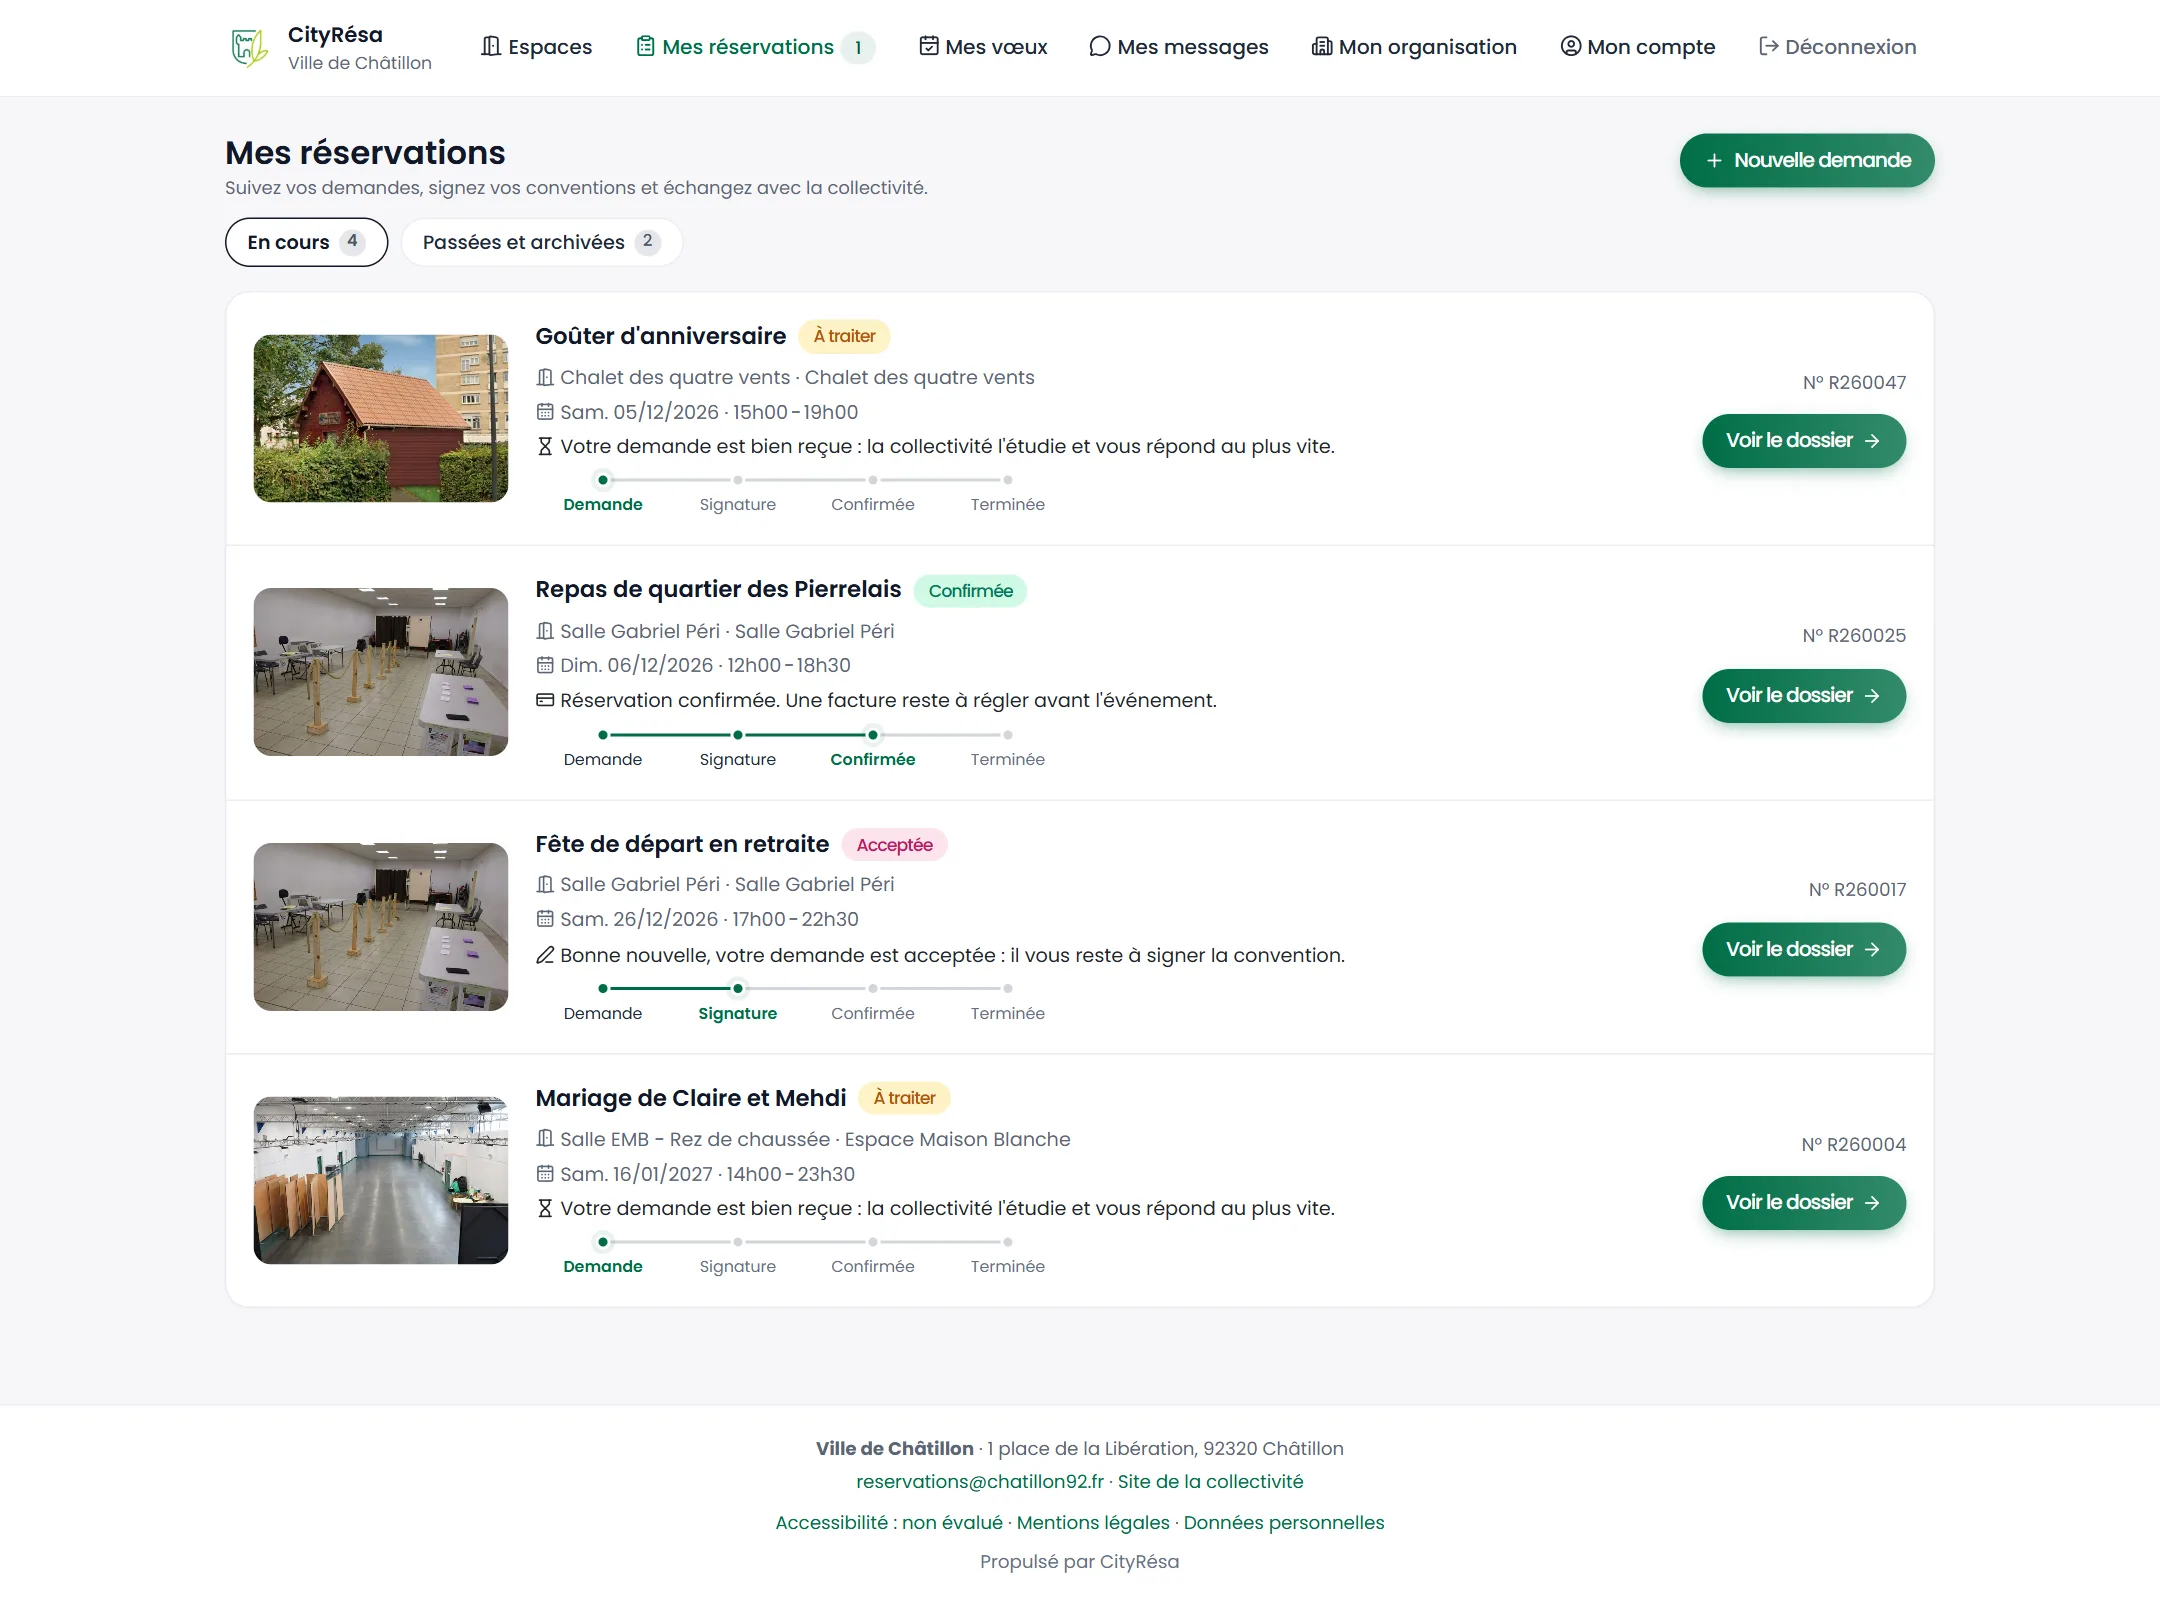 CityRésa
Ville de Châtillon
Espaces
Mes réservations 1
Mes vœux
Mes messages
Mon organisation
Mon compte
Déconnexion
Mes réservations
Suivez vos demandes, signez vos conventions et échangez avec la collectivité.
+ Nouvelle demande
En cours 4
Passées et archivées 2
Goûter d'anniversaire À traiter
Chalet des quatre vents · Chalet des quatre vents
Sam. 05/12/2026 · 15h00 - 19h00
Votre demande est bien reçue : la collectivité l'étudie et vous répond au plus vite.
Demande Signature Confirmée Terminée
N° R260047
Voir le dossier →
Repas de quartier des Pierrelais Confirmée
Salle Gabriel Péri · Salle Gabriel Péri
Dim. 06/12/2026 · 12h00 - 18h30
Réservation confirmée. Une facture reste à régler avant l'événement.
Demande Signature Confirmée Terminée
N° R260025
Voir le dossier →
Fête de départ en retraite Acceptée
Salle Gabriel Péri · Salle Gabriel Péri
Sam. 26/12/2026 · 17h00 - 22h30
Bonne nouvelle, votre demande est acceptée : il vous reste à signer la convention.
Demande Signature Confirmée Terminée
N° R260017
Voir le dossier →
Mariage de Claire et Mehdi À traiter
Salle EMB - Rez de chaussée · Espace Maison Blanche
Sam. 16/01/2027 · 14h00 - 23h30
Votre demande est bien reçue : la collectivité l'étudie et vous répond au plus vite.
Demande Signature Confirmée Terminée
N° R260004
Voir le dossier →
Ville de Châtillon · 1 place de la Libération, 92320 Châtillon
reservations@chatillon92.fr · Site de la collectivité
Accessibilité : non évalué · Mentions légales · Données personnelles
Propulsé par CityRésa